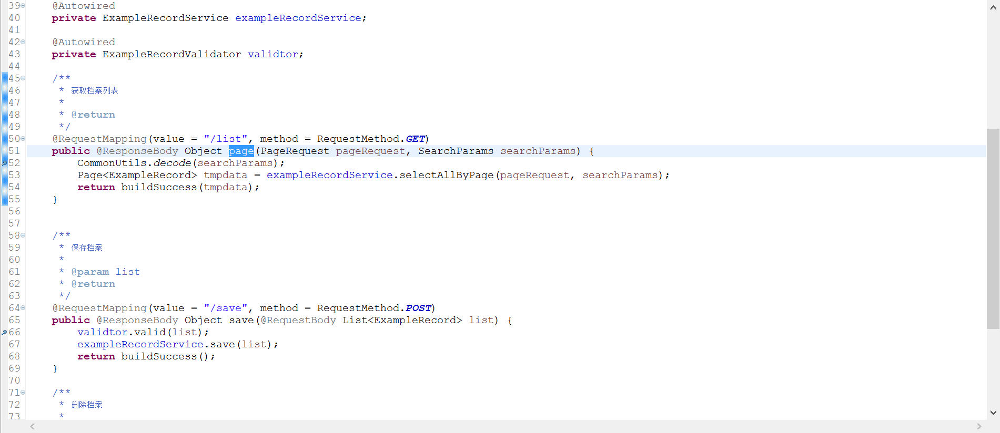 39 @Autowired
40 private ExampleRecordService exampleRecordService;
41
42 @Autowired
43 private ExampleRecordValidator validtor;
44
45 /**
46 * 获取档案列表
47 *
48 * @return
49 */
50 @RequestMapping(value = "/list", method = RequestMethod.GET)
51 public @ResponseBody Object page(PageRequest pageRequest, SearchParams searchParams) {
52 CommonUtils.decode(searchParams);
53 Page<ExampleRecord> tmpdata = exampleRecordService.selectAllByPage(pageRequest, searchParams);
54 return buildSuccess(tmpdata);
55 }
56
57
58 /**
59 * 保存档案
60 *
61 * @param list
62 * @return
63 */
64 @RequestMapping(value = "/save", method = RequestMethod.POST)
65 public @ResponseBody Object save(@RequestBody List<ExampleRecord> list) {
66 validtor.valid(list);
67 exampleRecordService.save(list);
68 return buildSuccess();
69 }
70
71 /**
72 * 删除档案
73 *